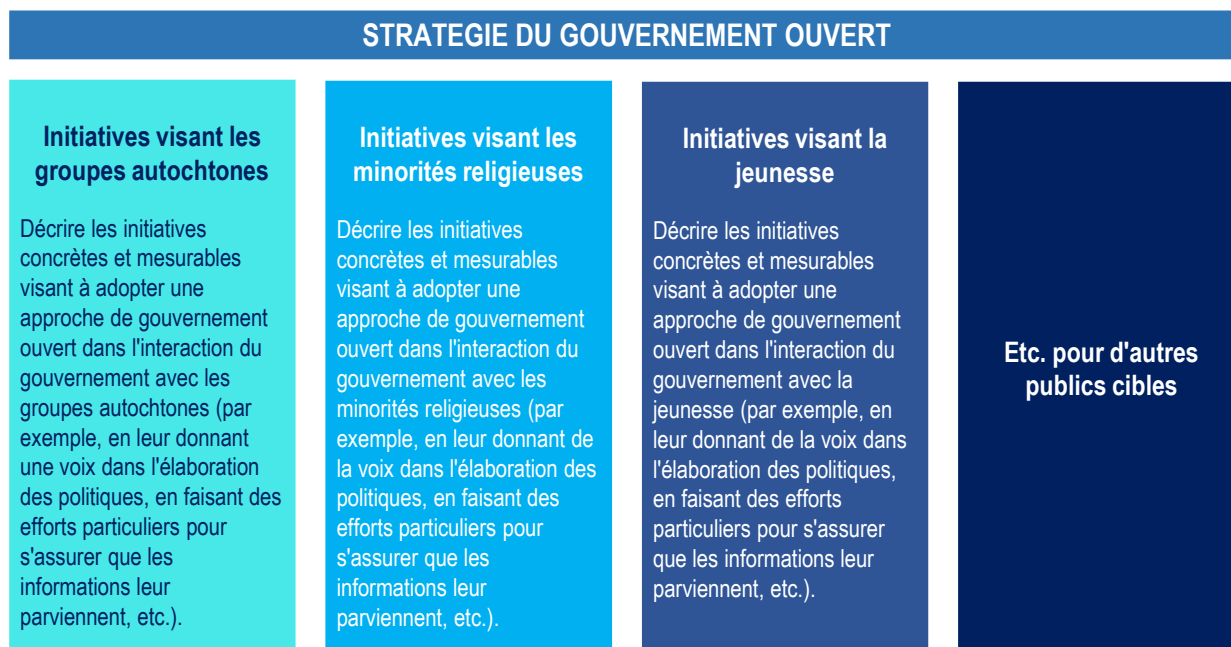 STRATEGIE DU GOUVERNEMENT OUVERT
Initiatives visant les
groupes autochtones
Décrire les initiatives
concrètes et mesurables
visant à adopter une
approche de gouvernement
ouvert dans l'interaction du
gouvernement avec les
groupes autochtones (par
exemple, en leur donnant
une voix dans l'élaboration
des politiques, en faisant des
efforts particuliers pour
s'assurer que les
informations leur
parviennent, etc.).
Initiatives visant les
minorités religieuses
Décrire les initiatives
concrètes et mesurables
visant à adopter une
approche de gouvernement
ouvert dans l'interaction du
gouvernement avec les
minorités religieuses (par
exemple, en leur donnant de
la voix dans l'élaboration des
politiques, en faisant des
efforts particuliers pour
s'assurer que les
informations leur
parviennent, etc.).
Initiatives visant la
jeunesse
Décrire les initiatives
concrètes et mesurables
visant à adopter une
approche de gouvernement
ouvert dans l'interaction du
gouvernement avec la
jeunesse (par exemple, en
leur donnant de la voix dans
l'élaboration des politiques,
en faisant des efforts
particuliers pour s'assurer
que les informations leur
parviennent, etc.).
Etc. pour d'autres
publics cibles